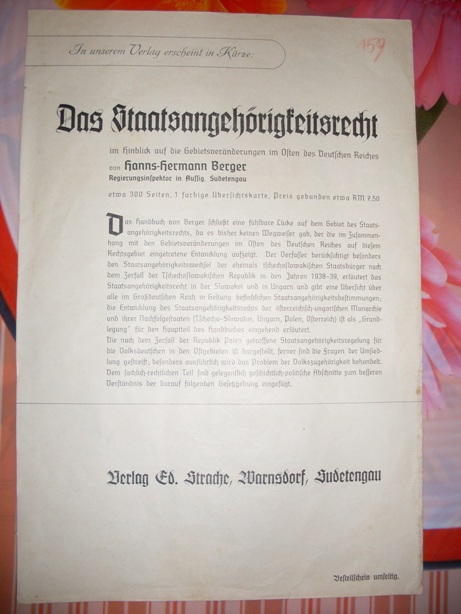 In unserem Verlag erscheint in Kürze:
159
Das Staatsangehörigkeitsrecht
im Hinblick auf die Gebietsveränderungen im Osten des Deutschen Reiches
von Hanns-Hermann Berger
Regierungsinspektor in Aussig, Sudetengau
etwa 300 Seiten, 1 farbige Übersichtskarte, Preis gebunden etwa RM 7.50
Das Handbuch von Berger schließt eine fühlbare Lücke auf dem Gebiet des Staats-
angehörigkeitsrechts, da es bisher keinen Wegweiser gab, der die im Zusammen-
hang mit den Gebietsveränderungen im Osten des Deutschen Reiches auf diesem
Rechtsgebiet eingetretene Entwicklung aufzeigt. Der Verfasser berücksichtigt besonders
den Staatsangehörigkeitswechsel der ehemals tschechoslowakischen Staatsbürger nach
dem Zerfall der Tschecho-Slowakischen Republik in den Jahren 1938-39, erläutert das
Staatsangehörigkeitsrecht in der Slowakei und in Ungarn und gibt eine Übersicht über
alle im Großdeutschen Reich in Geltung befindlichen Staatsangehörigkeitsbestimmungen;
die Entwicklung des Staatsangehörigkeitsrechts der österreichisch-ungarischen Monarchie
und ihrer Nachfolgestaaten (Tschecho-Slowakei, Ungarn, Polen, Österreich) ist als „Grund-
legung" für den Hauptteil des Handbuches eingehend erläutert.
Die nach dem Zerfall der Republik Polen getroffene Staatsangehörigkeitsregelung für
die Volksdeutschen in den Ostgebieten ist dargestellt, ferner sind die Fragen der Umsied-
lung gestreift; besonders ausführlich wird das Problem der Volkszugehörigkeit behandelt.
Dem sachlich-rechtlichen Teil sind gelegentlich geschichtlich-politische Abschnitte zum besseren
Verständnis der darauf folgenden Gesetzgebung eingefügt.
Verlag Ed. Strache, Warnsdorf, Sudetengau
Bestellschein umseitig.